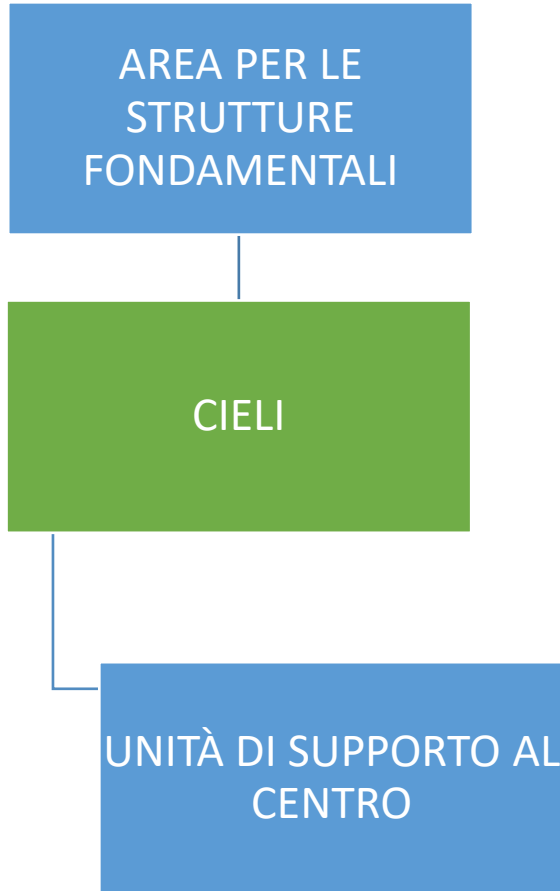 AREA PER LE
STRUTTURE
FONDAMENTALI
CIELI
UNITÀ DI SUPPORTO AL
CENTRO